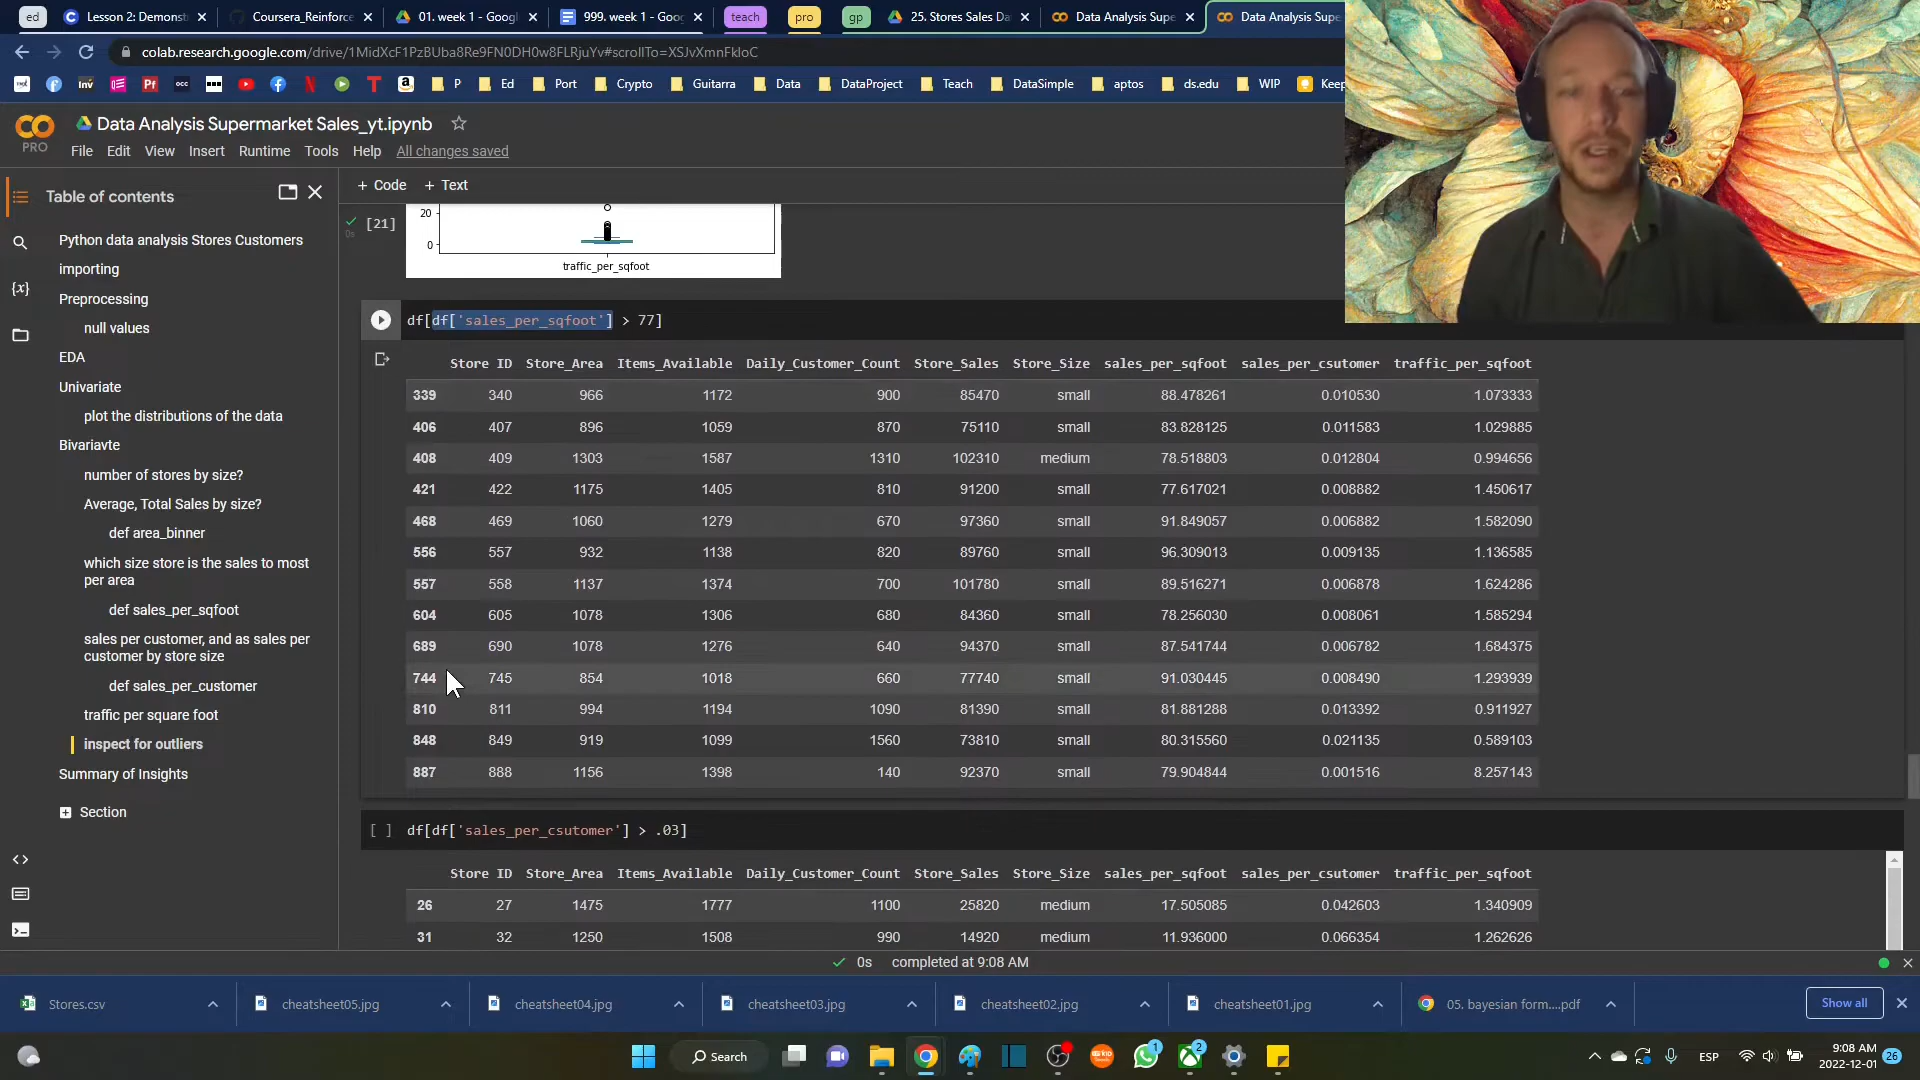 ed
Lesson 2: Demonst
Coursera_Reinforce
01. week 1 - Googl
999. week 1 - Goog
teach
pro
gp
25. Stores Sales Da
Data Analysis Supe
Data Analysis Supe
colab.research.google.com/drive/1MidXcF1PzBUba8Re9FN0DH0w8FLRjuYv#scrollTo=XSJvXmnFkIoC
P
Ed
Port
Crypto
Guitarra
Data
DataProject
Teach
DataSimple
aptos
ds.edu
WIP
Keep
PRO
Data Analysis Supermarket Sales_yt.ipynb
File Edit View Insert Runtime Tools Help All changes saved
Table of contents
+ Code + Text
Python data analysis Stores Customers
importing
Preprocessing
null values
EDA
Univariate
plot the distributions of the data
Bivariavte
number of stores by size?
Average, Total Sales by size?
def area_binner
which size store is the sales to most
per area
def sales_per_sqfoot
sales per customer, and as sales per
customer by store size
def sales_per_customer
traffic per square foot
inspect for outliers
Summary of Insights
Section
[21]
0s
20
0
traffic_per_sqfoot
df[df['sales_per_sqfoot'] > 77]
Store ID Store_Area Items_Available Daily_Customer_Count Store_Sales Store_Size sales_per_sqfoot sales_per_csutomer traffic_per_sqfoot
339 340 966 1172 900 85470 small 88.478261 0.010530 1.073333
406 407 896 1059 870 75110 small 83.828125 0.011583 1.029885
408 409 1303 1587 1310 102310 medium 78.518803 0.012804 0.994656
421 422 1175 1405 810 91200 small 77.617021 0.008882 1.450617
468 469 1060 1279 670 97360 small 91.849057 0.006882 1.582090
556 557 932 1138 820 89760 small 96.309013 0.009135 1.136585
557 558 1137 1374 700 101780 small 89.516271 0.006878 1.624286
604 605 1078 1306 680 84360 small 78.256030 0.008061 1.585294
689 690 1078 1276 640 94370 small 87.541744 0.006782 1.684375
744 745 854 1018 660 77740 small 91.030445 0.008490 1.293939
810 811 994 1194 1090 81390 small 81.881288 0.013392 0.911927
848 849 919 1099 1560 73810 small 80.315560 0.021135 0.589103
887 888 1156 1398 140 92370 small 79.904844 0.001516 8.257143
[ ] df[df['sales_per_csutomer'] > .03]
Store ID Store_Area Items_Available Daily_Customer_Count Store_Sales Store_Size sales_per_sqfoot sales_per_csutomer traffic_per_sqfoot
26 27 1475 1777 1100 25820 medium 17.505085 0.042603 1.340909
31 32 1250 1508 990 14920 medium 11.936000 0.066354 1.262626
0s completed at 9:08 AM
Stores.csv
cheatsheet05.jpg
cheatsheet04.jpg
cheatsheet03.jpg
cheatsheet02.jpg
cheatsheet01.jpg
05. bayesian form....pdf
Show all
Search
1
2
ESP
9:08 AM
2022-12-01
26